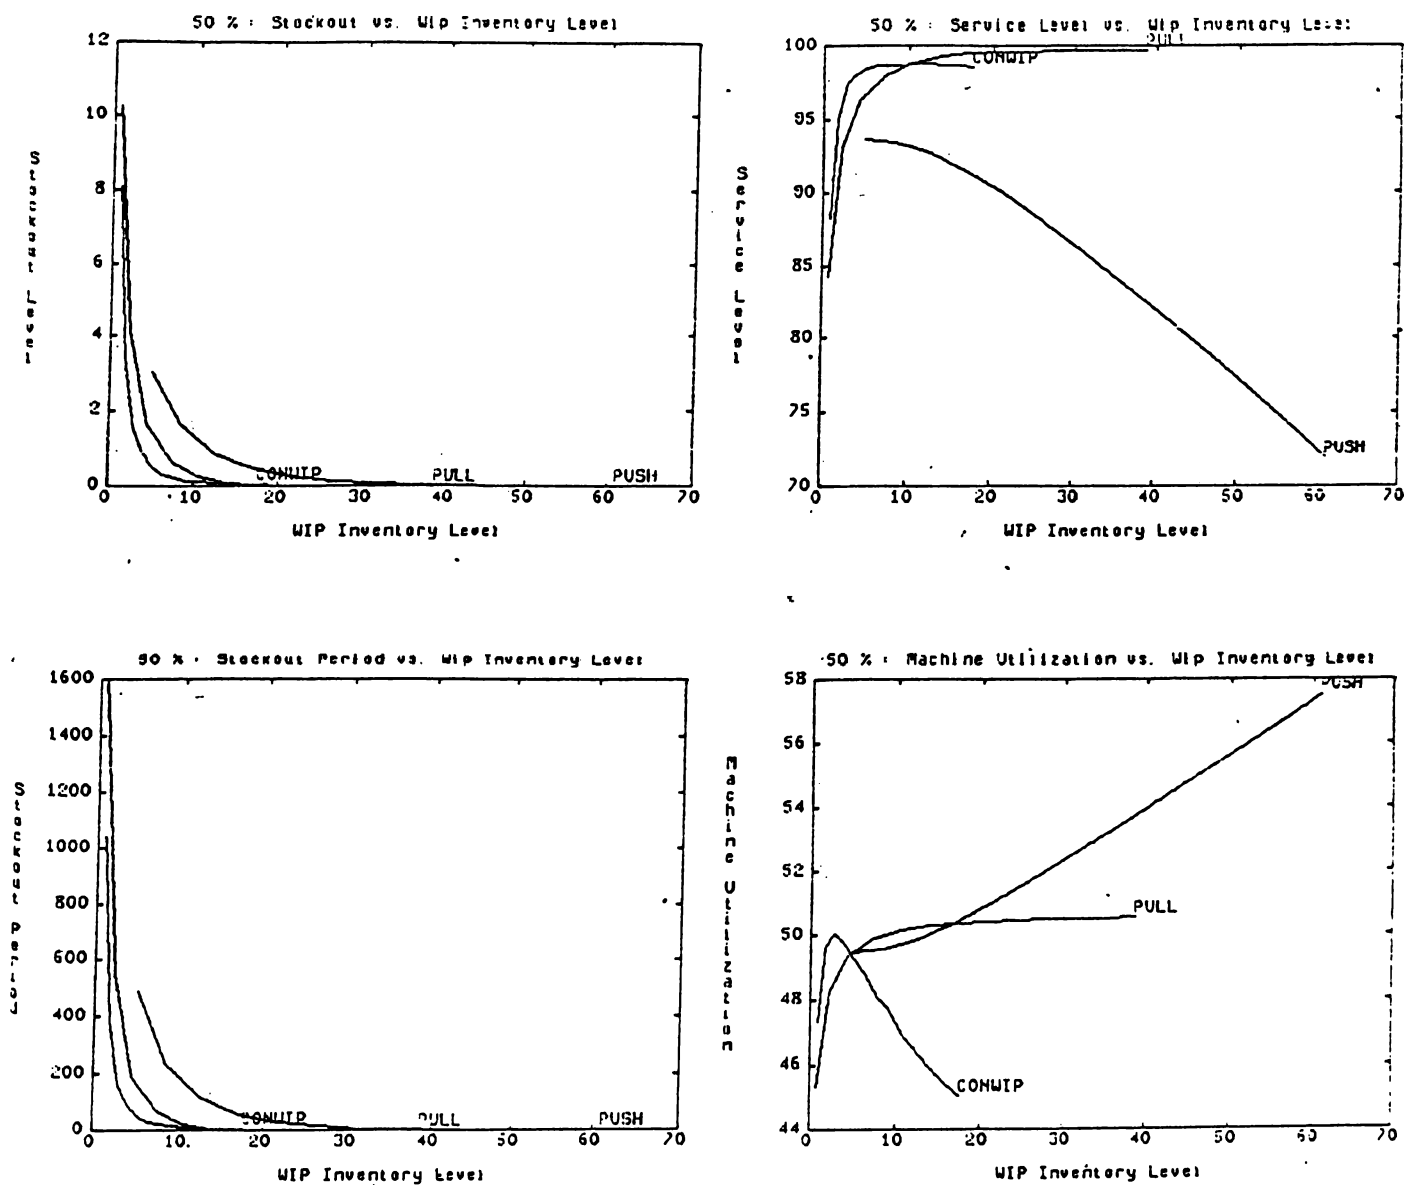 50 % : Stockout vs. Wip Inventory Level
12
10
8
6
4
2
0
Stockout Level
CONWIP
PULL
PUSH
0 10 20 30 40 50 60 70
WIP Inventory Level
50 % : Service Level vs. Wip Inventory Level
100
95
90
85
80
75
70
Service Level
PULL
CONWIP
PUSH
0 10 20 30 40 50 60 70
WIP Inventory Level
50 % : Stockout Period vs. Wip Inventory Level
1600
1400
1200
1000
800
600
400
200
0
Stockout Period
CONWIP
PULL
PUSH
0 10 20 30 40 50 60 70
WIP Inventory Level
50 % : Machine Utilization vs. Wip Inventory Level
58
56
54
52
50
48
46
44
Machine Utilization
PUSH
PULL
CONWIP
0 10 20 30 40 50 60 70
WIP Inventory Level